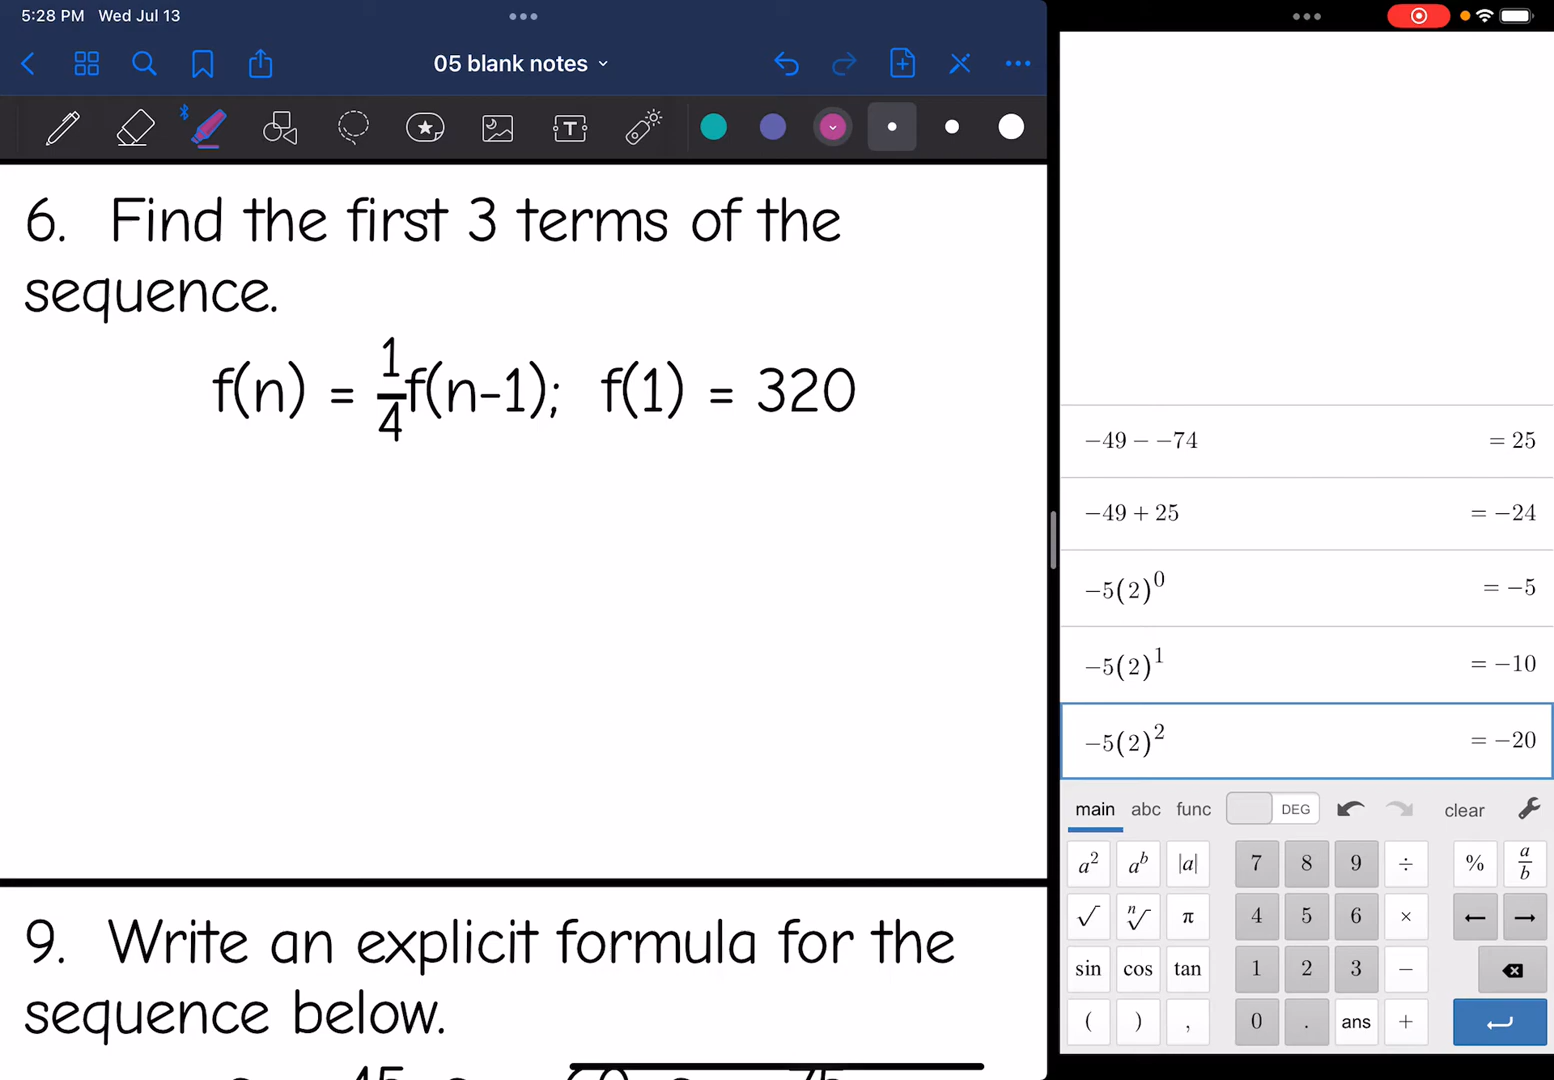 5:28 PM Wed Jul 13
05 blank notes
T
6. Find the first 3 terms of the
sequence.
f(n) = 1/4 f(n-1); f(1) = 320
9. Write an explicit formula for the
sequence below.
−49 − −74 = 25
−49 + 25 = −24
−5(2)^0 = −5
−5(2)^1 = −10
−5(2)^2 = −20
main abc func DEG clear
a^2 a^b |a| 7 8 9 ÷ % a/b
√ n√ π 4 5 6 × ← →
sin cos tan 1 2 3 −
( ) , 0 . ans +